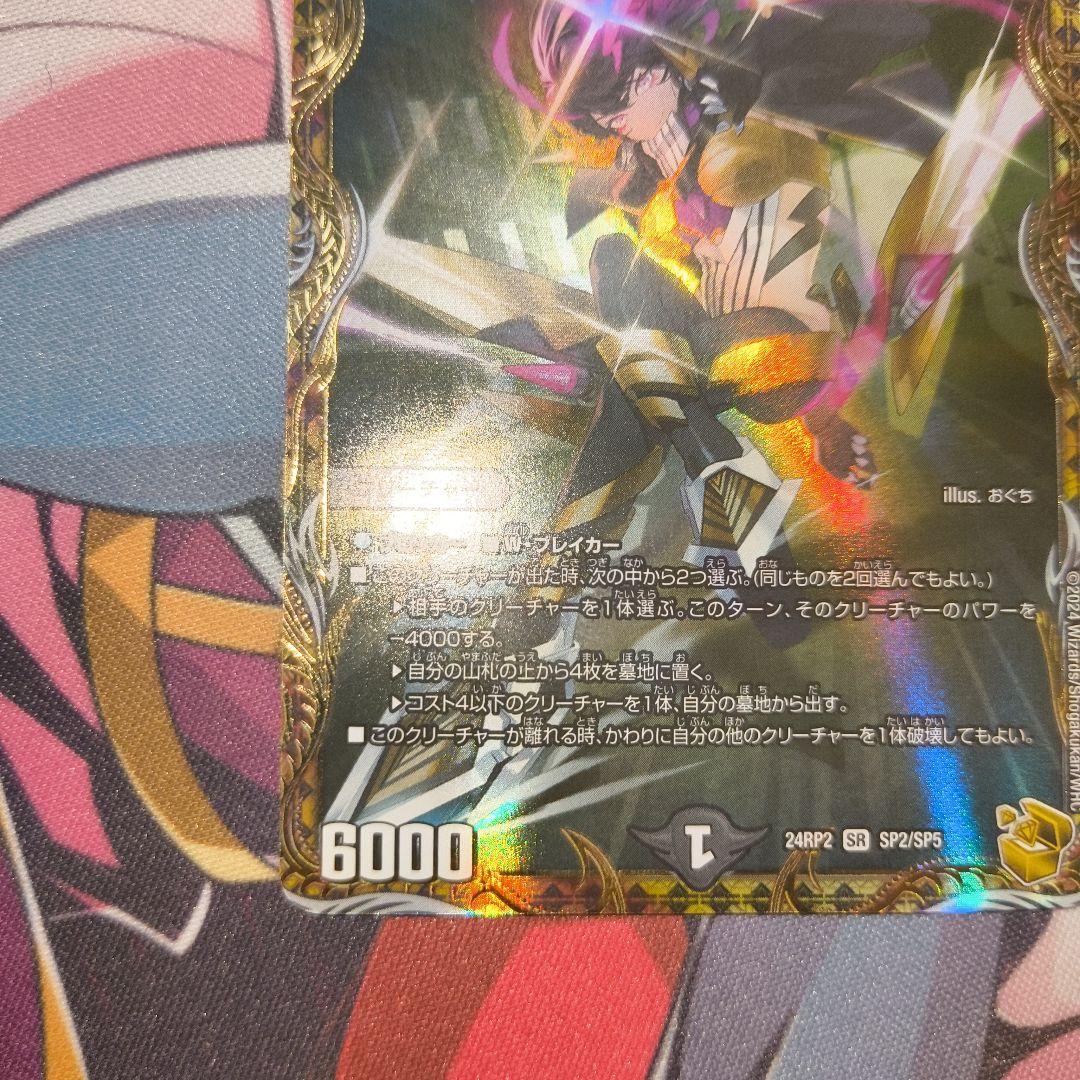 illus. おぐち
W・ブレイカー
■このクリーチャーが出た時、次の中から2つ選ぶ。(同じものを2回選んでもよい。)
▶相手のクリーチャーを1体選ぶ。このターン、そのクリーチャーのパワーを
-4000する。
▶自分の山札の上から4枚を墓地に置く。
▶コスト4以下のクリーチャーを1体、自分の墓地から出す。
■このクリーチャーが離れる時、かわりに自分の他のクリーチャーを1体破壊してもよい。
6000
1
24RP2 SR SP2/SP5
©2024 Wizards/Shogakukan/WHC